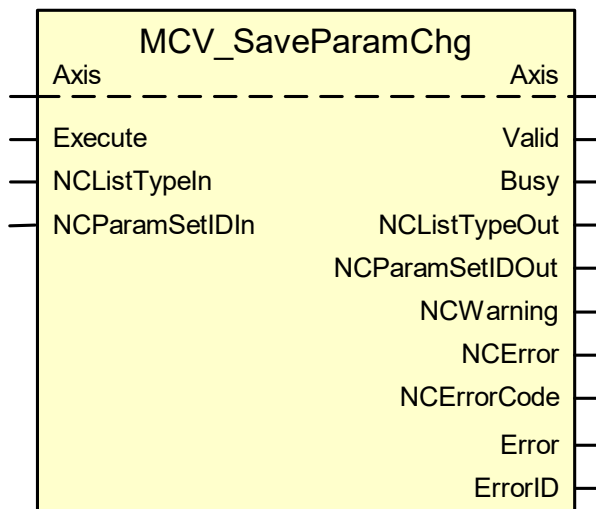 MCV_SaveParamChg
Axis Axis
Execute Valid
NCListTypeIn Busy
NCParamSetIDIn NCListTypeOut
NCParamSetIDOut
NCWarning
NCError
NCErrorCode
Error
ErrorID